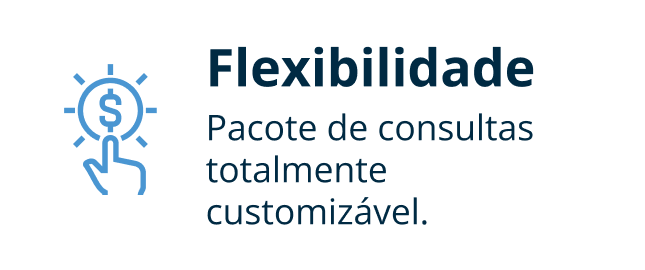 Flexibilidade
Pacote de consultas
totalmente
customizável.